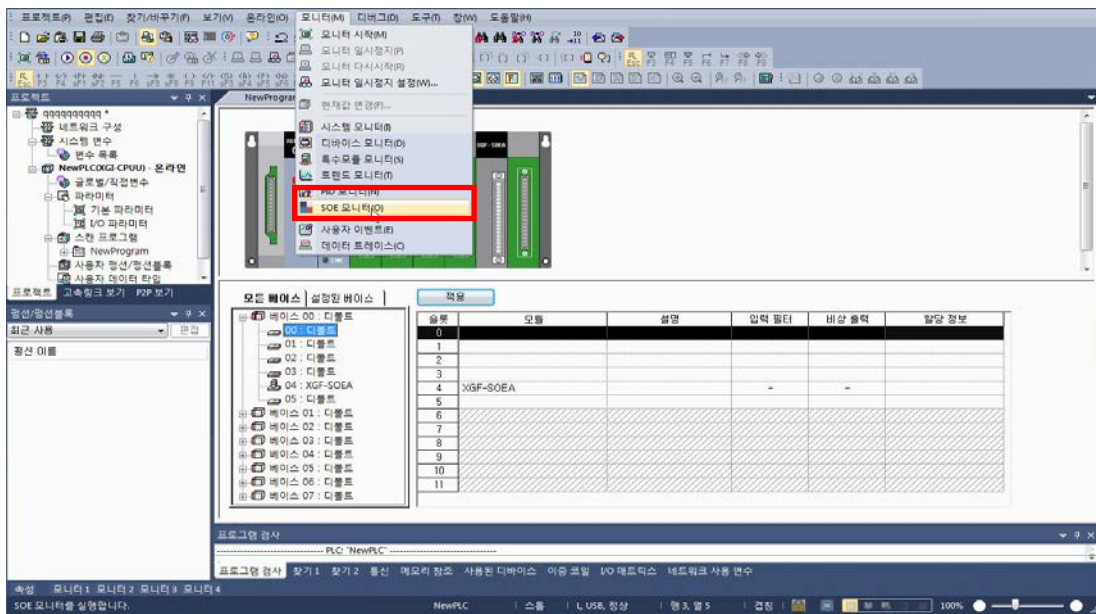 프로젝트(P) 편집(E) 찾기/바꾸기(F) 보기(V) 온라인(O) 모니터(M) 디버그(D) 도구(T) 창(W) 도움말(H)
모니터 시작(M)
모니터 일시정지(P)
모니터 다시시작(R)
모니터 일시정지 설정(W)...
현재값 변경(F)...
시스템 모니터(I)
디바이스 모니터(D)
특수모듈 모니터(S)
트렌드 모니터(T)
PID 모니터(N)
SOE 모니터(O)
사용자 이벤트(E)
데이터 트레이스(C)
프로젝트
NewProgram
qqqqqqqqqq *
네트워크 구성
시스템 변수
변수 목록
NewPLC(XGI-CPUU) - 온라인
글로벌/직접변수
파라미터
기본 파라미터
I/O 파라미터
스캔 프로그램
NewProgram
사용자 펑션/펑션블록
사용자 데이터 타입
프로젝트 고속링크 보기 P2P 보기
XGF-SOEA
펑션/펑션블록
최근 사용 편집
펑션 이름
모든 베이스 설정된 베이스 적용
베이스 00 : 디폴트
00 : 디폴트
01 : 디폴트
02 : 디폴트
03 : 디폴트
04 : XGF-SOEA
05 : 디폴트
베이스 01 : 디폴트
베이스 02 : 디폴트
베이스 03 : 디폴트
베이스 04 : 디폴트
베이스 05 : 디폴트
베이스 06 : 디폴트
베이스 07 : 디폴트
슬롯 모듈 설명 입력 필터 비상 출력 할당 정보
0
1
2
3
4 XGF-SOEA - -
5
6
7
8
9
10
11
프로그램 검사
PLC: "NewPLC"
프로그램 검사 찾기1 찾기2 통신 메모리 참조 사용된 디바이스 이중 코일 I/O 매트릭스 네트워크 사용 변수
속성 모니터1 모니터2 모니터3 모니터4
SOE 모니터를 실행합니다. NewPLC 스톱 L, USB, 정상 행 3, 열 5 겹침 100%